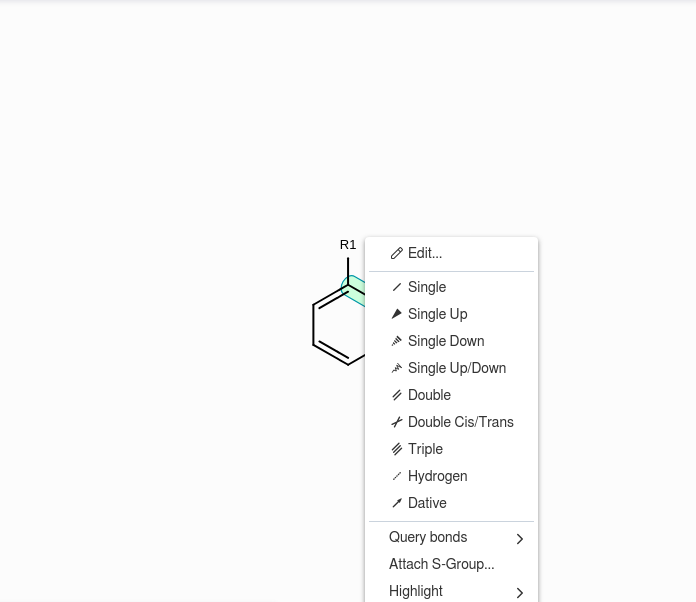 R1
Edit...
Single
Single Up
Single Down
Single Up/Down
Double
Double Cis/Trans
Triple
Hydrogen
Dative
Query bonds
Attach S-Group...
Highlight